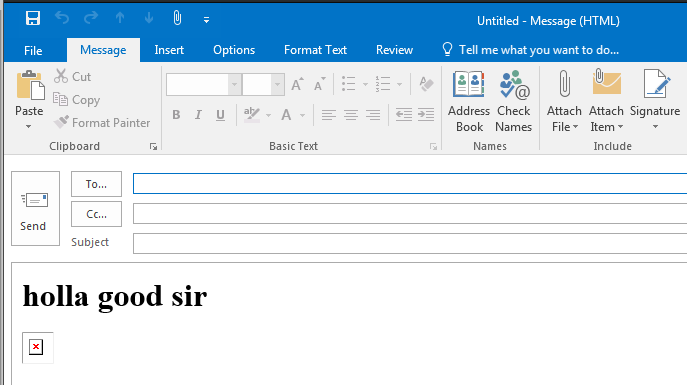 Untitled - Message (HTML)
File Message Insert Options Format Text Review Tell me what you want to do...
Paste
Cut
Copy
Format Painter
Clipboard
B I U A
Basic Text
Address Book
Check Names
Names
Attach File
Attach Item
Signature
Include
Send
To...
Cc...
Subject
holla good sir